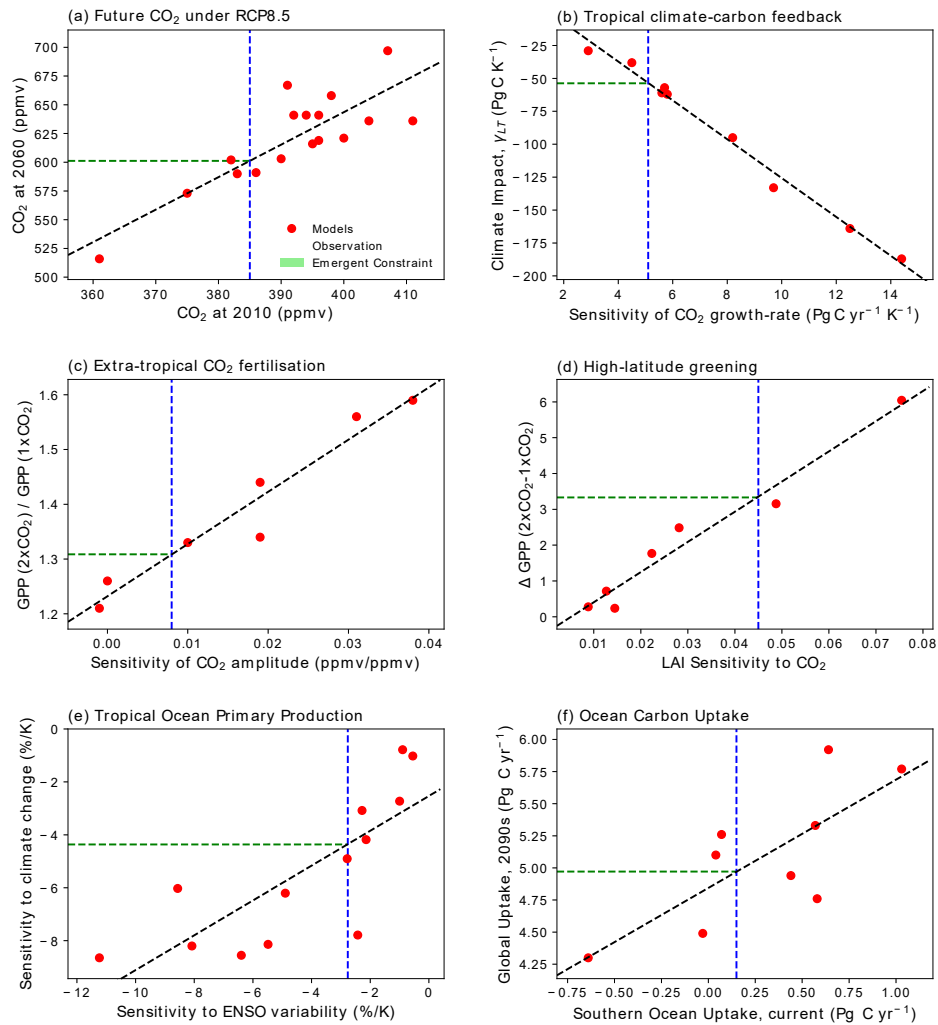 (a) Future CO₂ under RCP8.5
CO₂ at 2060 (ppmv)
700
675
650
625
600
575
550
525
500
Models
Observation
Emergent Constraint
360 370 380 390 400 410
CO₂ at 2010 (ppmv)
(b) Tropical climate-carbon feedback
Climate Impact, γLT (Pg C K⁻¹)
−25
−50
−75
−100
−125
−150
−175
−200
2 4 6 8 10 12 14
Sensitivity of CO₂ growth-rate (Pg C yr⁻¹ K⁻¹)
(c) Extra-tropical CO₂ fertilisation
GPP (2xCO₂) / GPP (1xCO₂)
1.6
1.5
1.4
1.3
1.2
0.00 0.01 0.02 0.03 0.04
Sensitivity of CO₂ amplitude (ppmv/ppmv)
(d) High-latitude greening
Δ GPP (2xCO₂-1xCO₂)
6
5
4
3
2
1
0
0.01 0.02 0.03 0.04 0.05 0.06 0.07 0.08
LAI Sensitivity to CO₂
(e) Tropical Ocean Primary Production
Sensitivity to climate change (%/K)
0
−2
−4
−6
−8
−12 −10 −8 −6 −4 −2 0
Sensitivity to ENSO variability (%/K)
(f) Ocean Carbon Uptake
Global Uptake, 2090s (Pg C yr⁻¹)
6.00
5.75
5.50
5.25
5.00
4.75
4.50
4.25
−0.75 −0.50 −0.25 0.00 0.25 0.50 0.75 1.00
Southern Ocean Uptake, current (Pg C yr⁻¹)